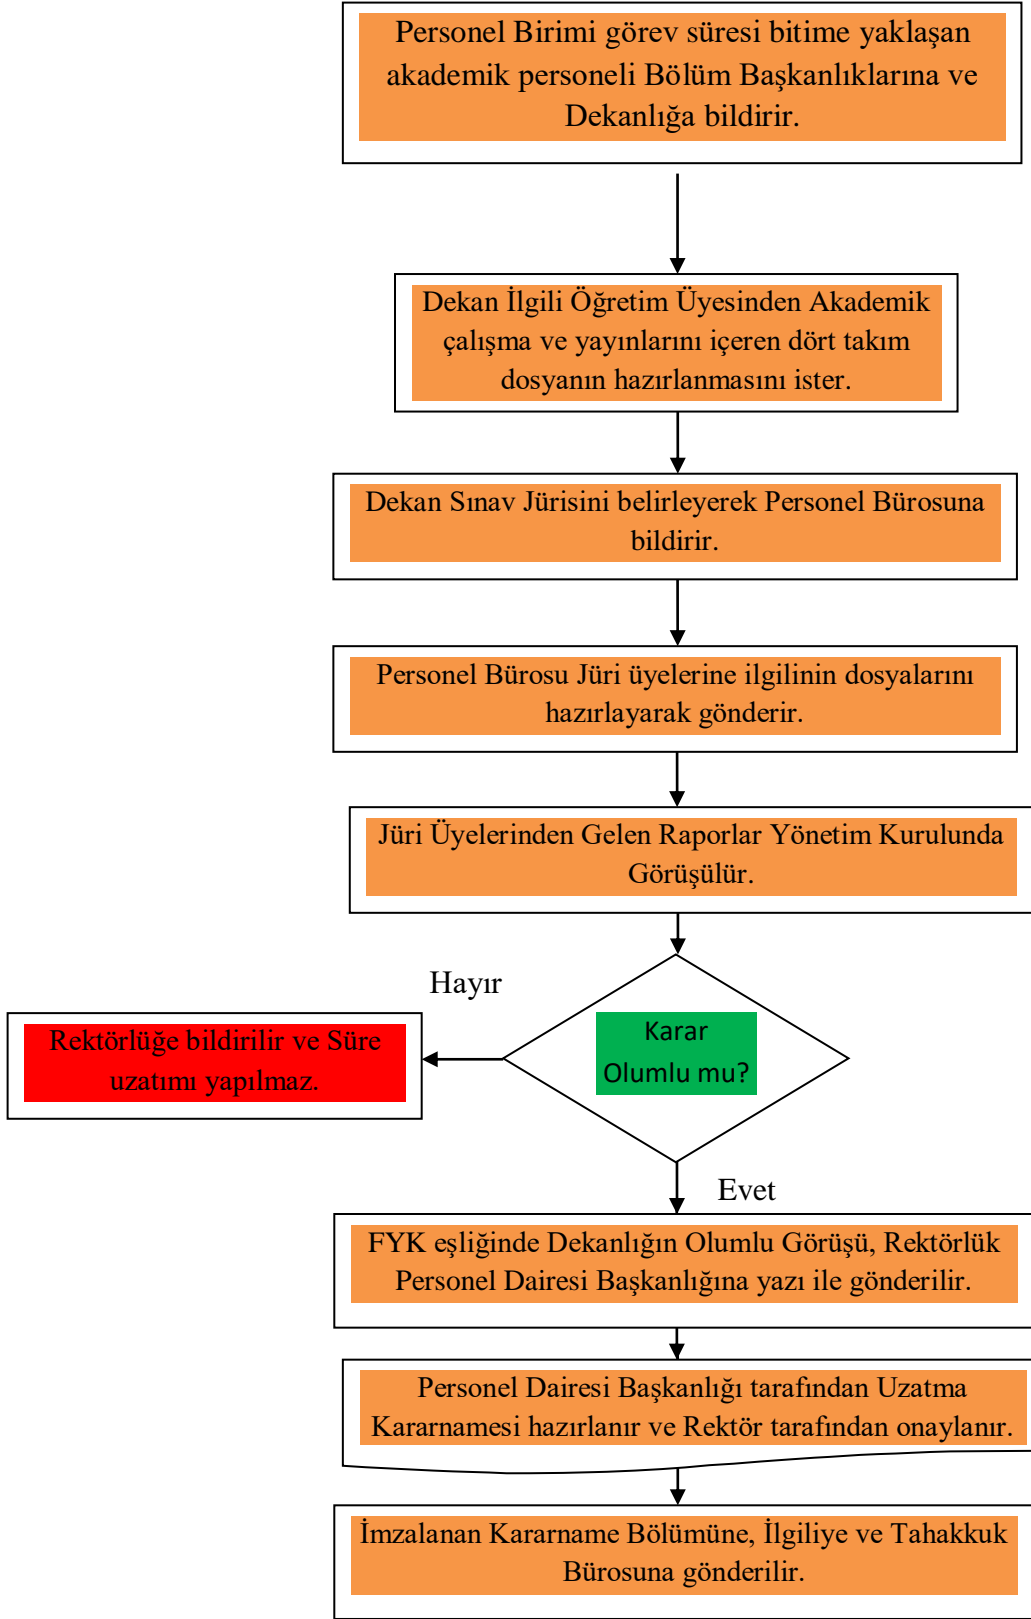 Personel Birimi görev süresi bitime yaklaşan
akademik personeli Bölüm Başkanlıklarına ve
Dekanlığa bildirir.
Dekan İlgili Öğretim Üyesinden Akademik
çalışma ve yayınlarını içeren dört takım
dosyanın hazırlanmasını ister.
Dekan Sınav Jürisini belirleyerek Personel Bürosuna
bildirir.
Personel Bürosu Jüri üyelerine ilgilinin dosyalarını
hazırlayarak gönderir.
Jüri Üyelerinden Gelen Raporlar Yönetim Kurulunda
Görüşülür.
Hayır
Karar
Olumlu mu?
Rektörlüğe bildirilir ve Süre
uzatımı yapılmaz.
Evet
FYK eşliğinde Dekanlığın Olumlu Görüşü, Rektörlük
Personel Dairesi Başkanlığına yazı ile gönderilir.
Personel Dairesi Başkanlığı tarafından Uzatma
Kararnamesi hazırlanır ve Rektör tarafından onaylanır.
İmzalanan Kararname Bölümüne, İlgiliye ve Tahakkuk
Bürosuna gönderilir.